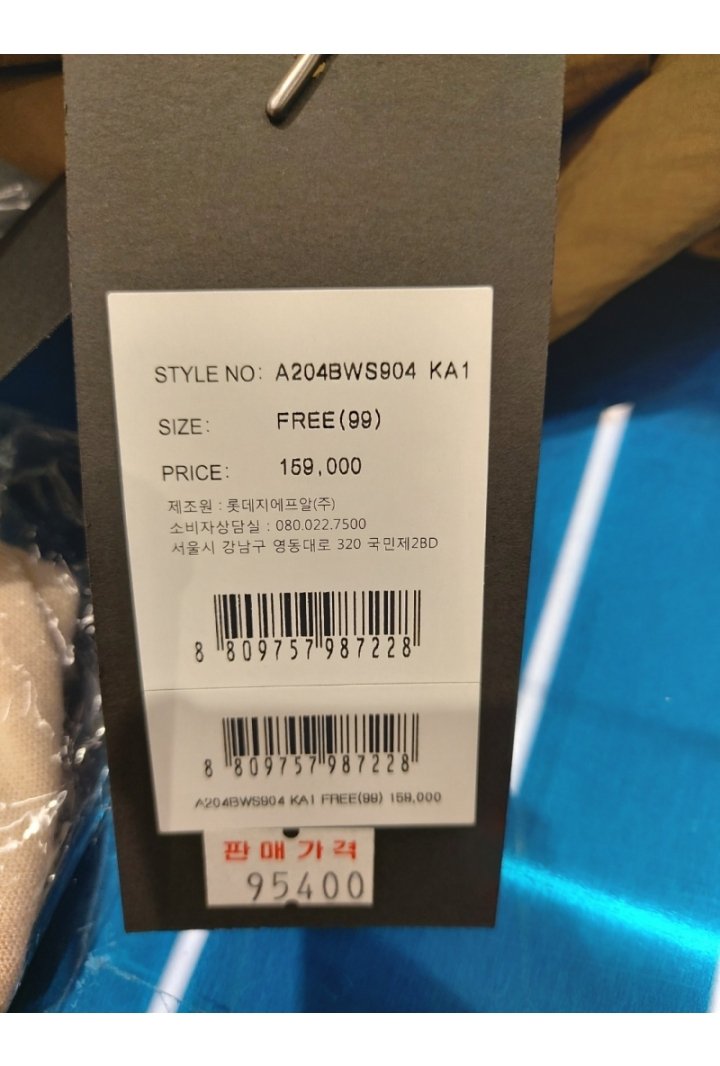 STYLE NO: A204BWS904 KA1
SIZE: FREE(99)
PRICE: 159,000
제조원 : 롯데지에프알(주)
소비자상담실 : 080.022.7500
서울시 강남구 영동대로 320 국민제2BD
8 809757 987228
8 809757 987228
A204BWS904 KA1 FREE(99) 159,000
판매가격
95400